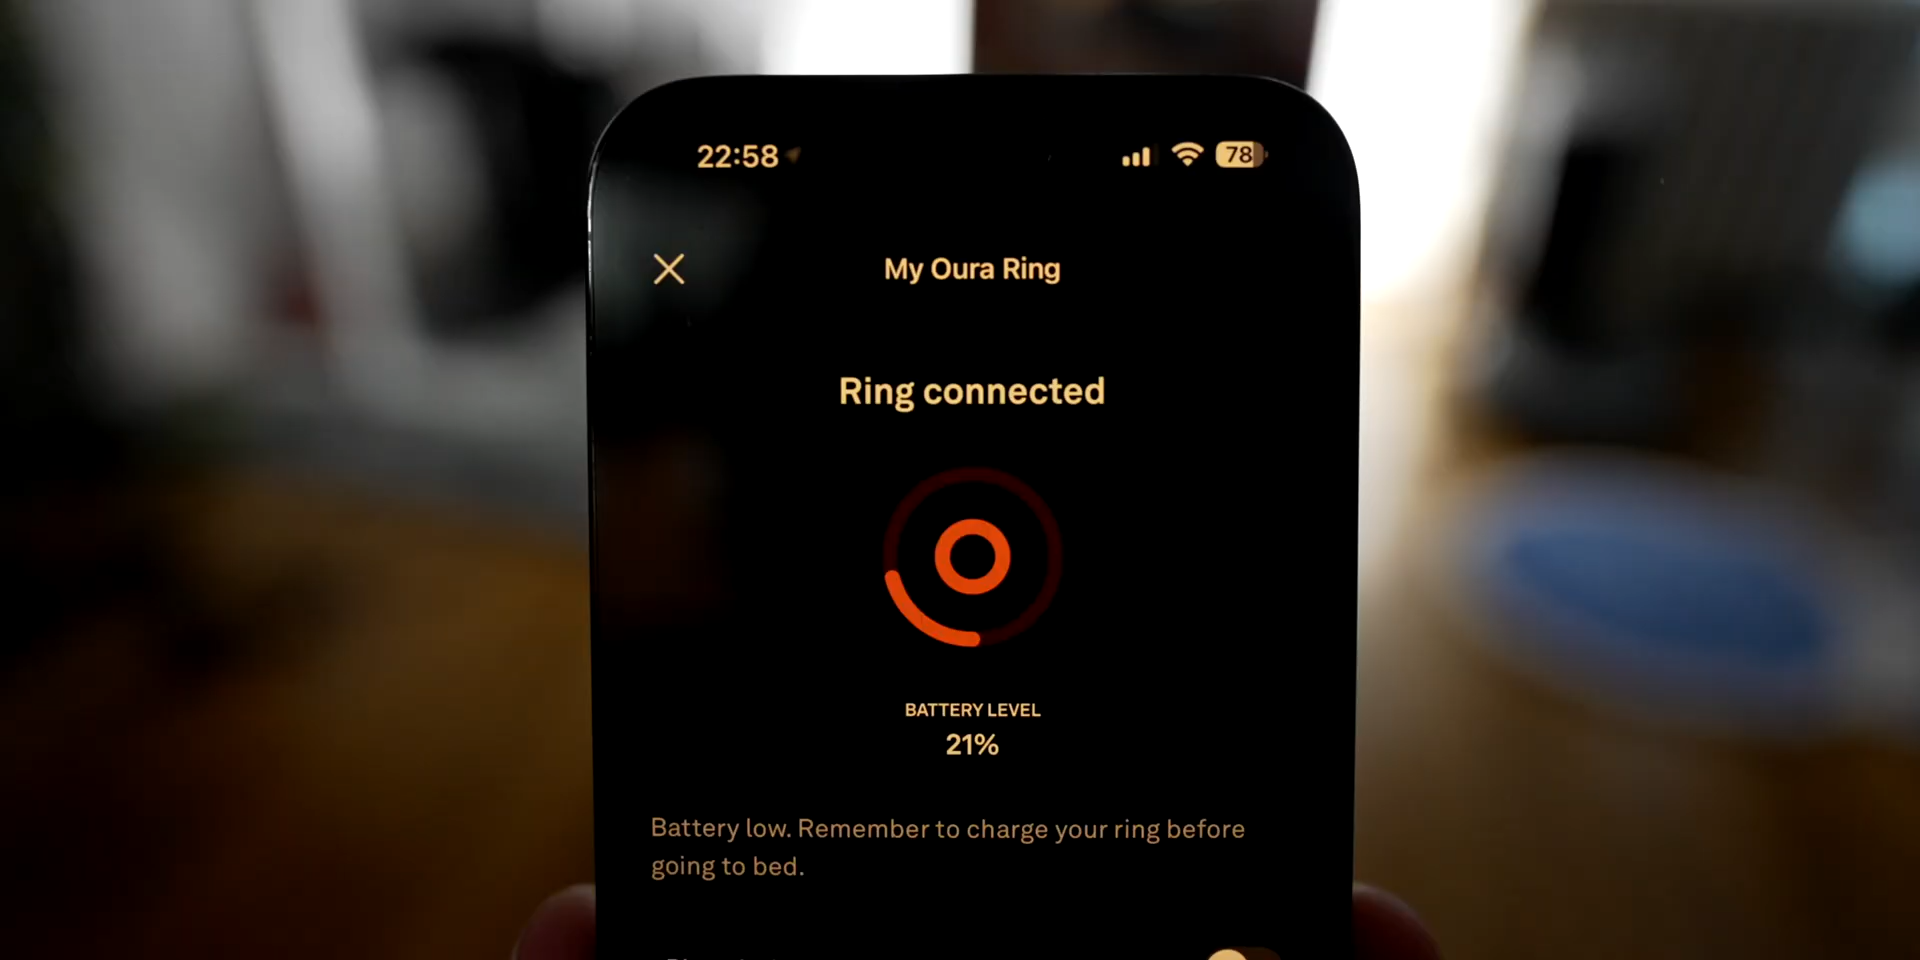 22:58
78
My Oura Ring
Ring connected
BATTERY LEVEL
21%
Battery low. Remember to charge your ring before
going to bed.